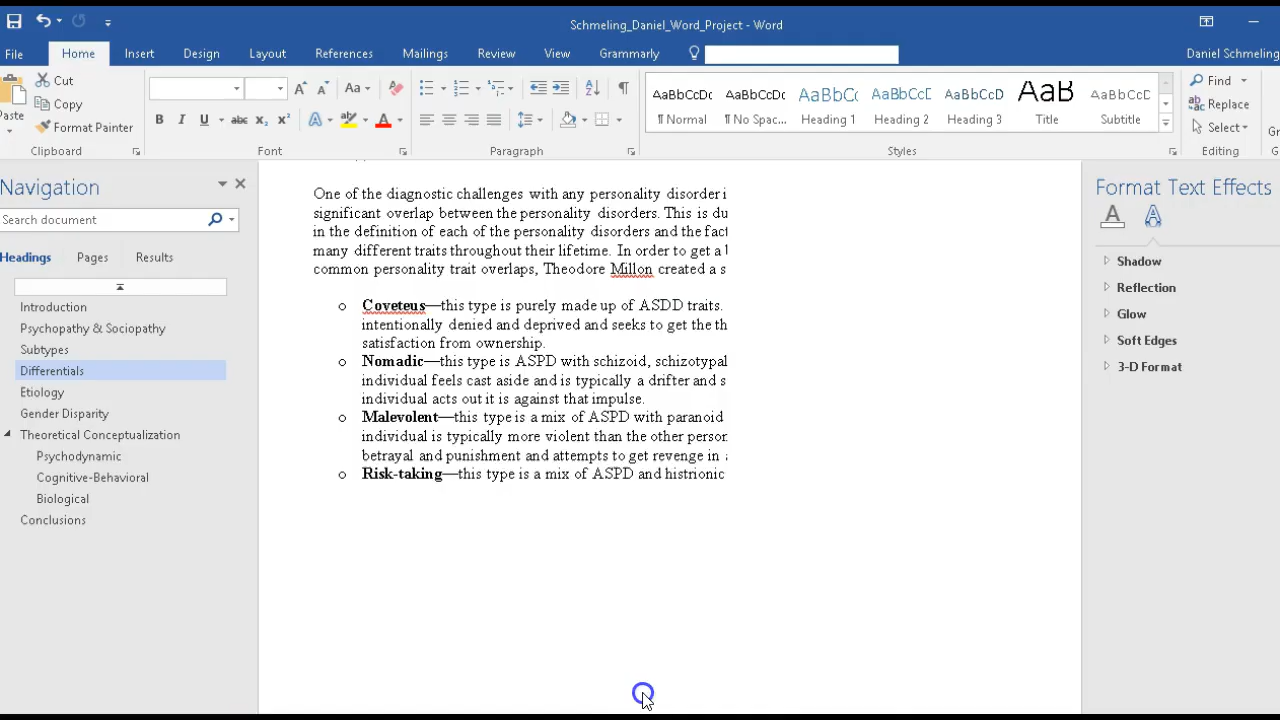 Schmeling_Daniel_Word_Project - Word
File Home Insert Design Layout References Mailings Review View Grammarly Daniel Schmeling
Paste
Cut
Copy
Format Painter
Clipboard
Aa
B I U abc X₂ X²
A A
Font
Paragraph
AaBbCcDc AaBbCcDc AaBbCc AaBbCcD AaBbCcD AaB AaBbCcD
¶ Normal ¶ No Spac... Heading 1 Heading 2 Heading 3 Title Subtitle
Styles
Find
Replace
Select
Editing
Navigation
Search document
Headings Pages Results
Introduction
Psychopathy & Sociopathy
Subtypes
Differentials
Etiology
Gender Disparity
Theoretical Conceptualization
Psychodynamic
Cognitive-Behavioral
Biological
Conclusions
One of the diagnostic challenges with any personality disorder i
significant overlap between the personality disorders. This is du
in the definition of each of the personality disorders and the fact
many different traits throughout their lifetime. In order to get a
common personality trait overlaps, Theodore Millon created a s
o Coveteus—this type is purely made up of ASDD traits.
intentionally denied and deprived and seeks to get the th
satisfaction from ownership.
o Nomadic—this type is ASPD with schizoid, schizotypal
individual feels cast aside and is typically a drifter and s
individual acts out it is against that impulse.
o Malevolent—this type is a mix of ASPD with paranoid
individual is typically more violent than the other person
betrayal and punishment and attempts to get revenge in
o Risk-taking—this type is a mix of ASPD and histrionic
Format Text Effects
A A
Shadow
Reflection
Glow
Soft Edges
3-D Format